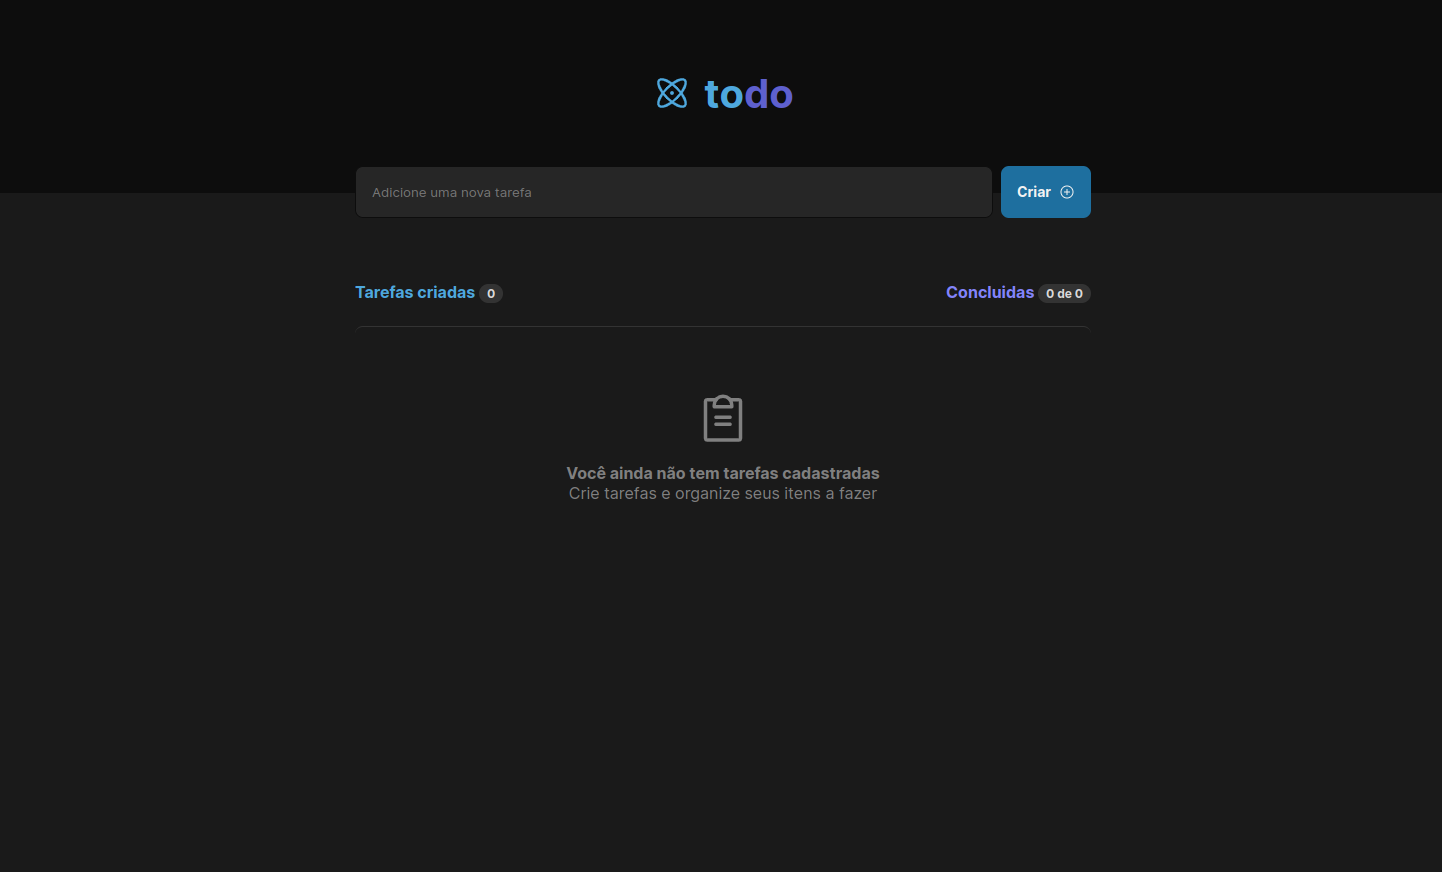 todo
Adicione uma nova tarefa
Criar
Tarefas criadas 0
Concluidas 0 de 0
Você ainda não tem tarefas cadastradas
Crie tarefas e organize seus itens a fazer